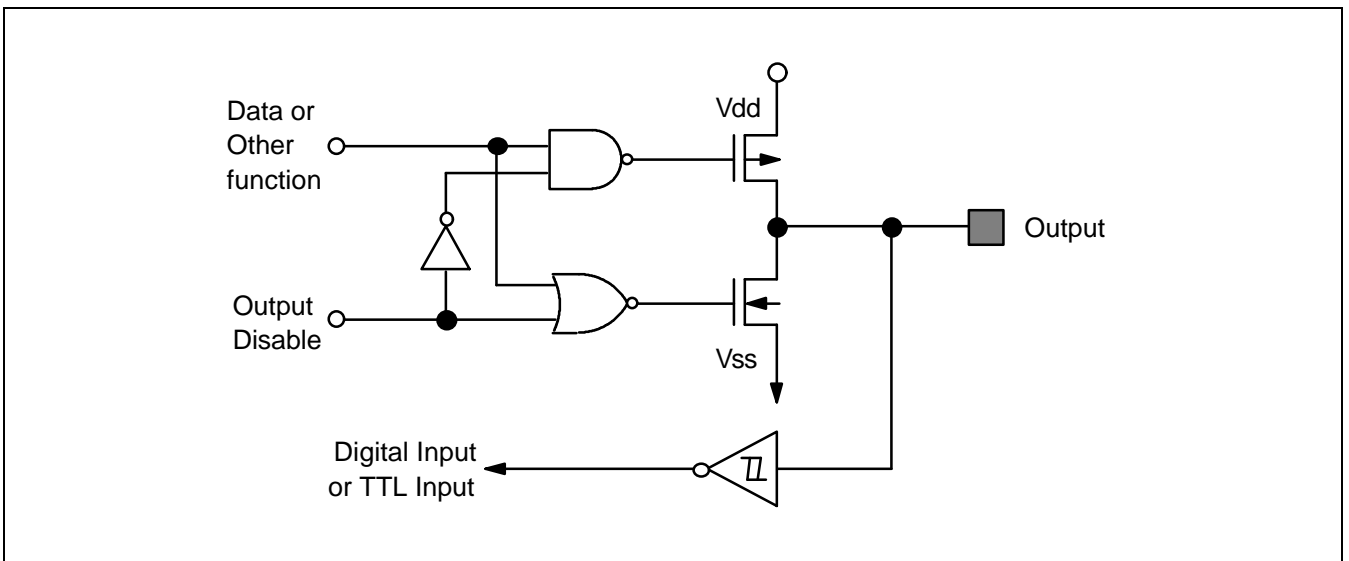 Data or
Other
function
Vdd
Output
Output
Disable
Vss
Digital Input
or TTL Input